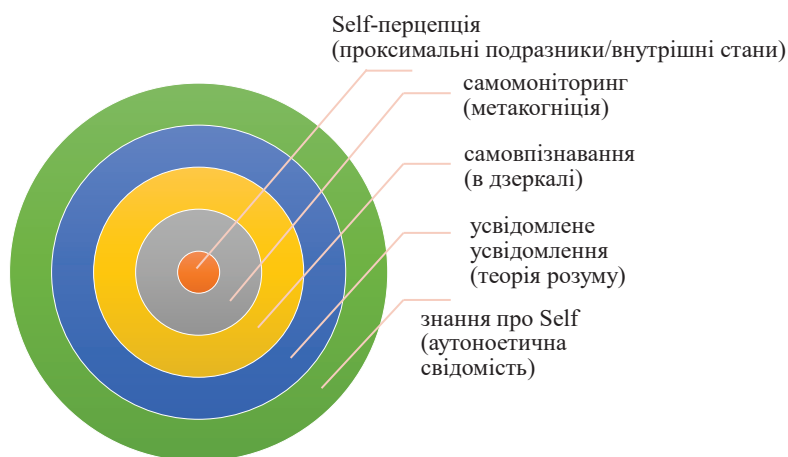 Self-перцепція
(проксимальні подразники/внутрішні стани)
самомоніторинг
(метакогніція)
самовпізнавання
(в дзеркалі)
усвідомлене
усвідомлення
(теорія розуму)
знання про Self
(аутоноетична
свідомість)